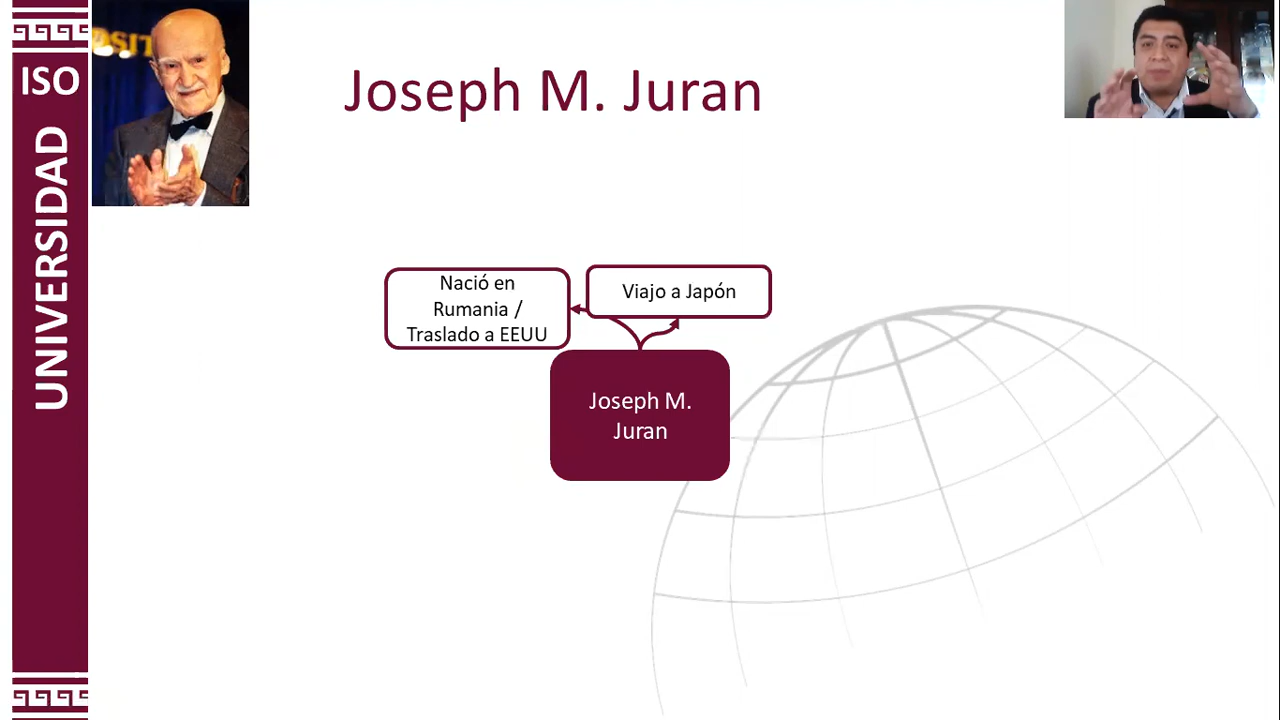 ISO
UNIVERSIDAD
Joseph M. Juran
Nació en
Rumania /
Traslado a EEUU
Viajo a Japón
Joseph M.
Juran